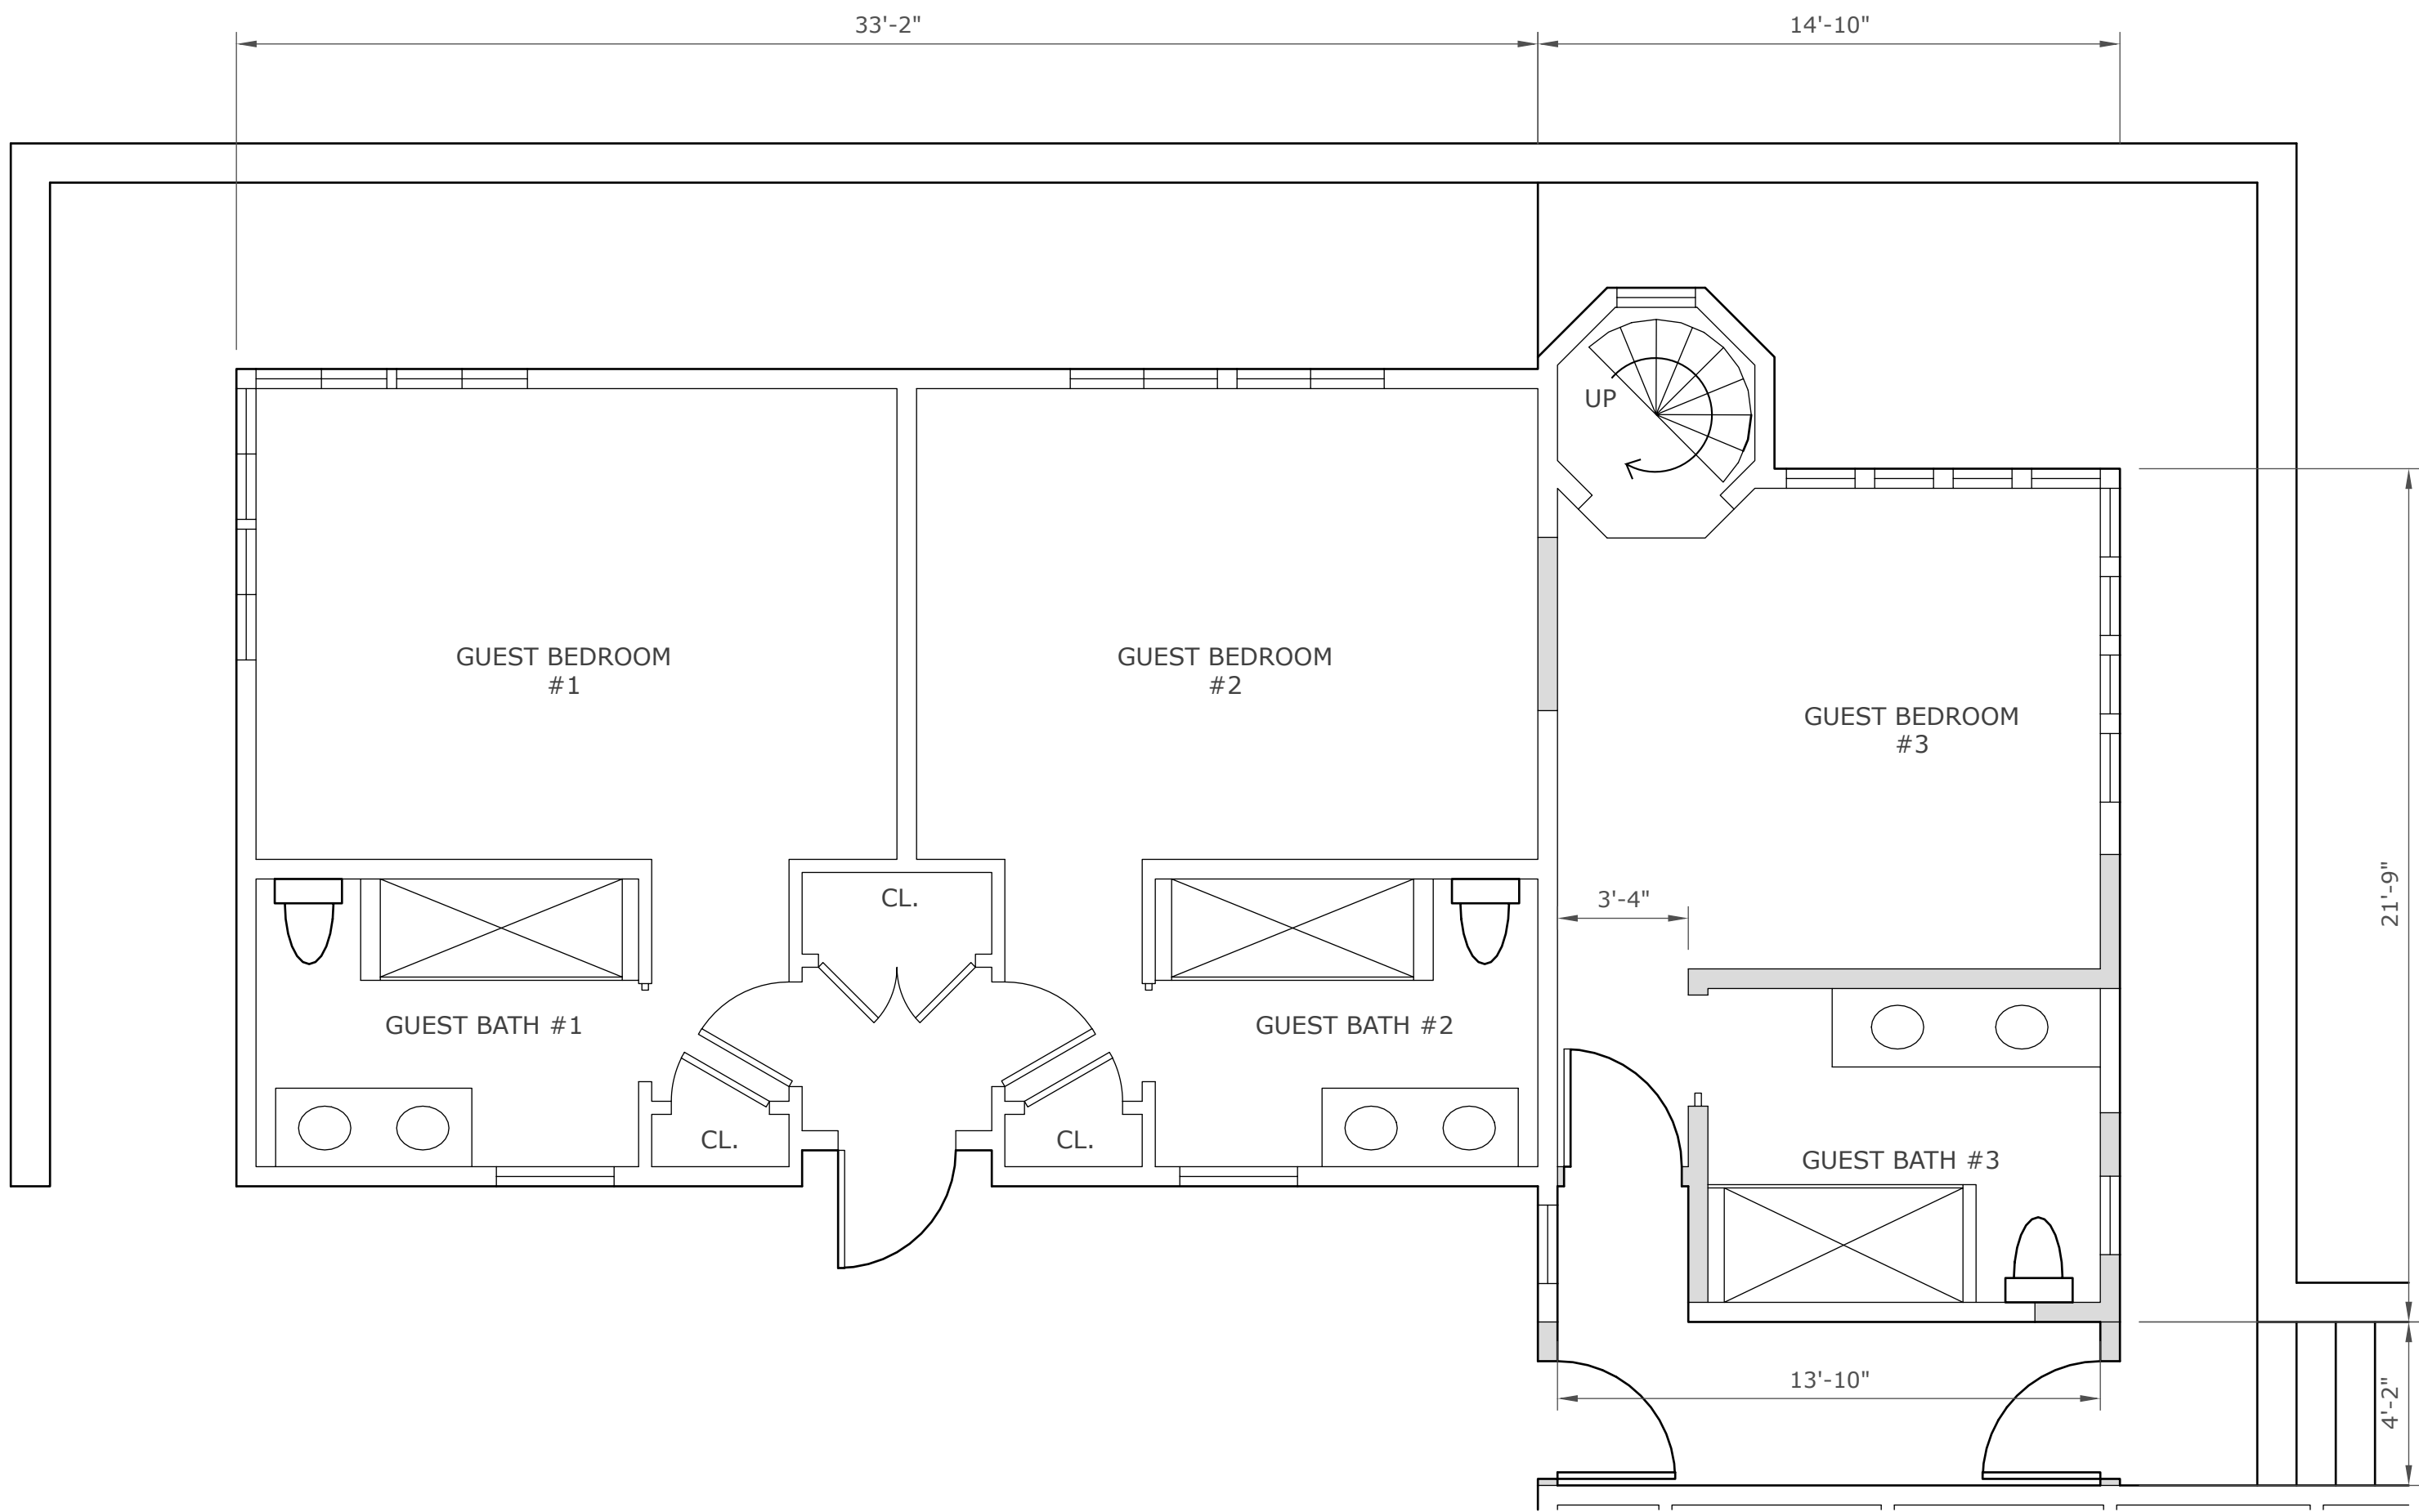 33'-2"
14'-10"
UP
GUEST BEDROOM
#1
GUEST BEDROOM
#2
GUEST BEDROOM
#3
CL.
3'-4"
21'-9"
GUEST BATH #1
GUEST BATH #2
CL.
CL.
GUEST BATH #3
13'-10"
4'-2"